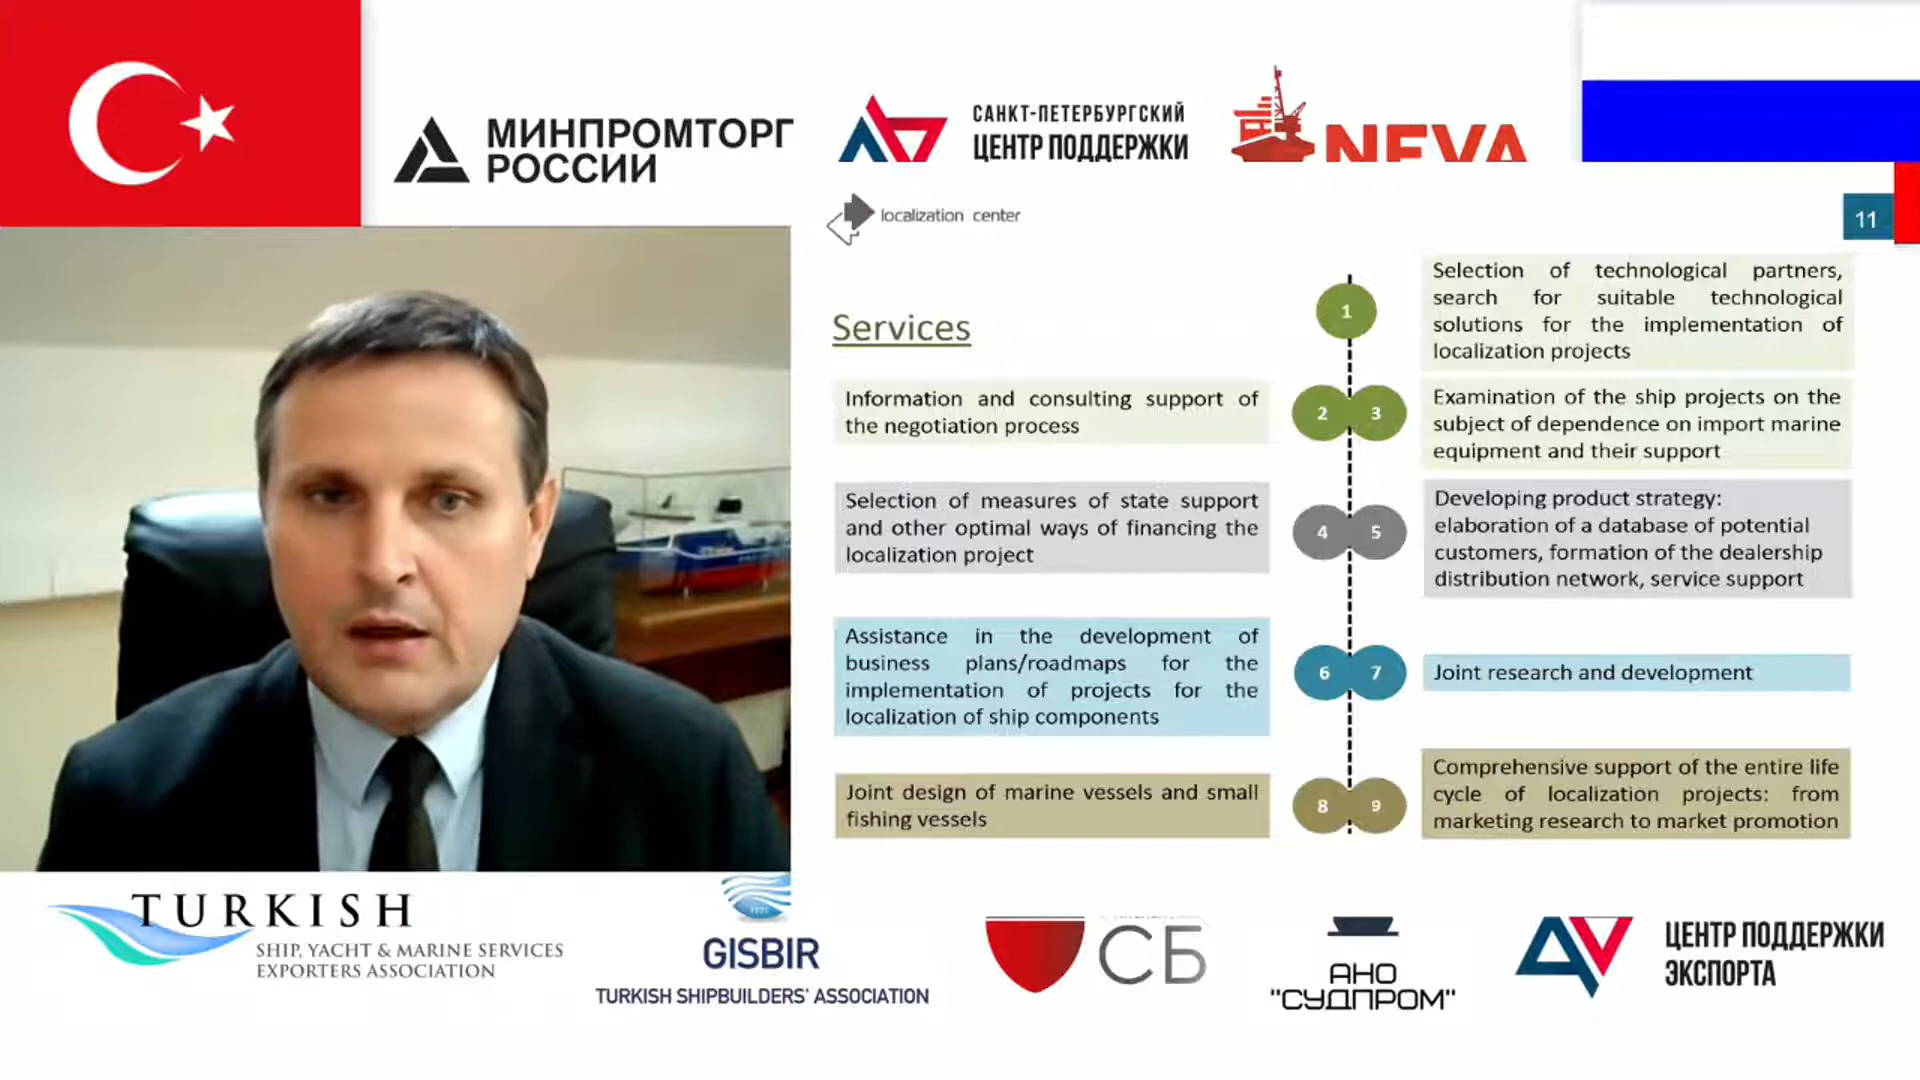 МИНПРОМТОРГ
РОССИИ
САНКТ-ПЕТЕРБУРГСКИЙ
ЦЕНТР ПОДДЕРЖКИ
NEVA
localization center
11
Services
1
Selection of technological partners,
search for suitable technological
solutions for the implementation of
localization projects
Information and consulting support of
the negotiation process
2
3
Examination of the ship projects on the
subject of dependence on import marine
equipment and their support
Selection of measures of state support
and other optimal ways of financing the
localization project
4
5
Developing product strategy:
elaboration of a database of potential
customers, formation of the dealership
distribution network, service support
Assistance in the development of
business plans/roadmaps for the
implementation of projects for the
localization of ship components
6
7
Joint research and development
Joint design of marine vessels and small
fishing vessels
8
9
Comprehensive support of the entire life
cycle of localization projects: from
marketing research to market promotion
TURKISH
SHIP, YACHT & MARINE SERVICES
EXPORTERS ASSOCIATION
GISBIR
TURKISH SHIPBUILDERS' ASSOCIATION
СБ
АНО
"СУДПРОМ"
ЦЕНТР ПОДДЕРЖКИ
ЭКСПОРТА